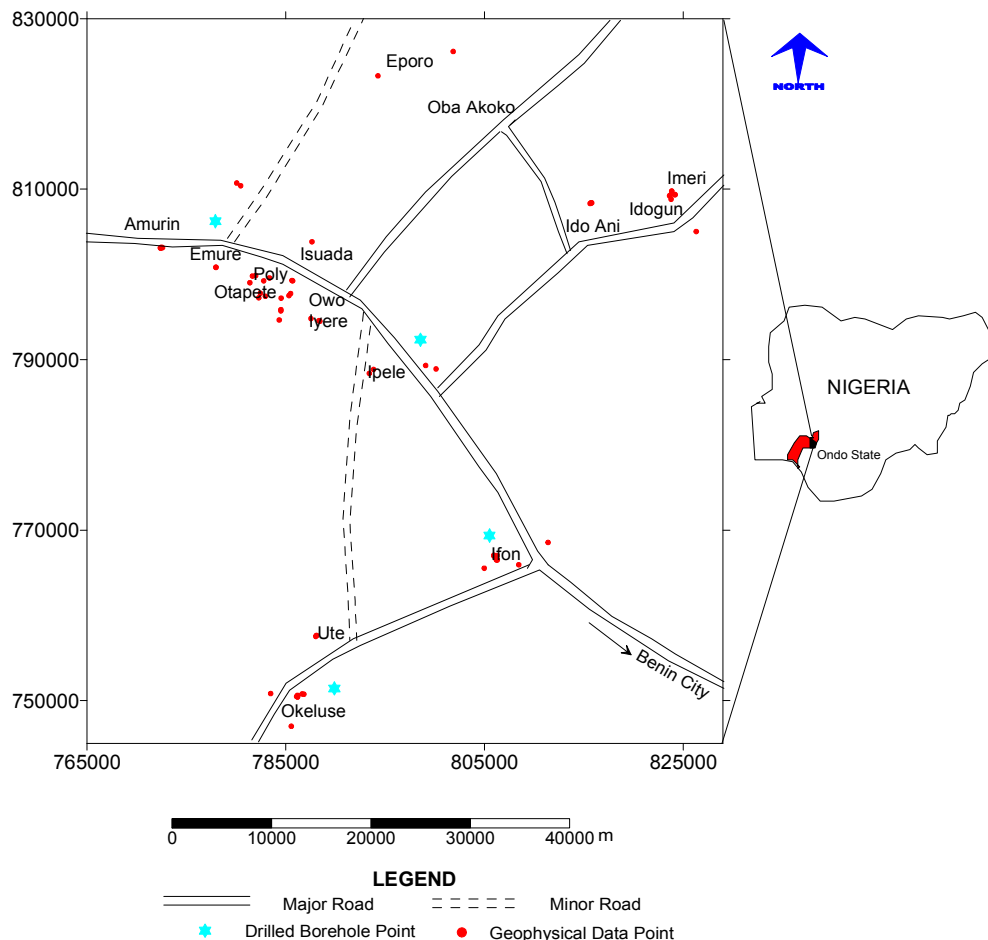 830000
Eporo
Oba Akoko
NORTH
810000
Imeri
Amurin
Idogun
Ido Ani
Emure
Isuada
Poly
Otapete
Owo
Iyere
790000
Ipele
NIGERIA
Ondo State
770000
Ifon
Ute
Benin City
750000
Okeluse
765000 785000 805000 825000
0 10000 20000 30000 40000 m
LEGEND
Major Road Minor Road
Drilled Borehole Point Geophysical Data Point